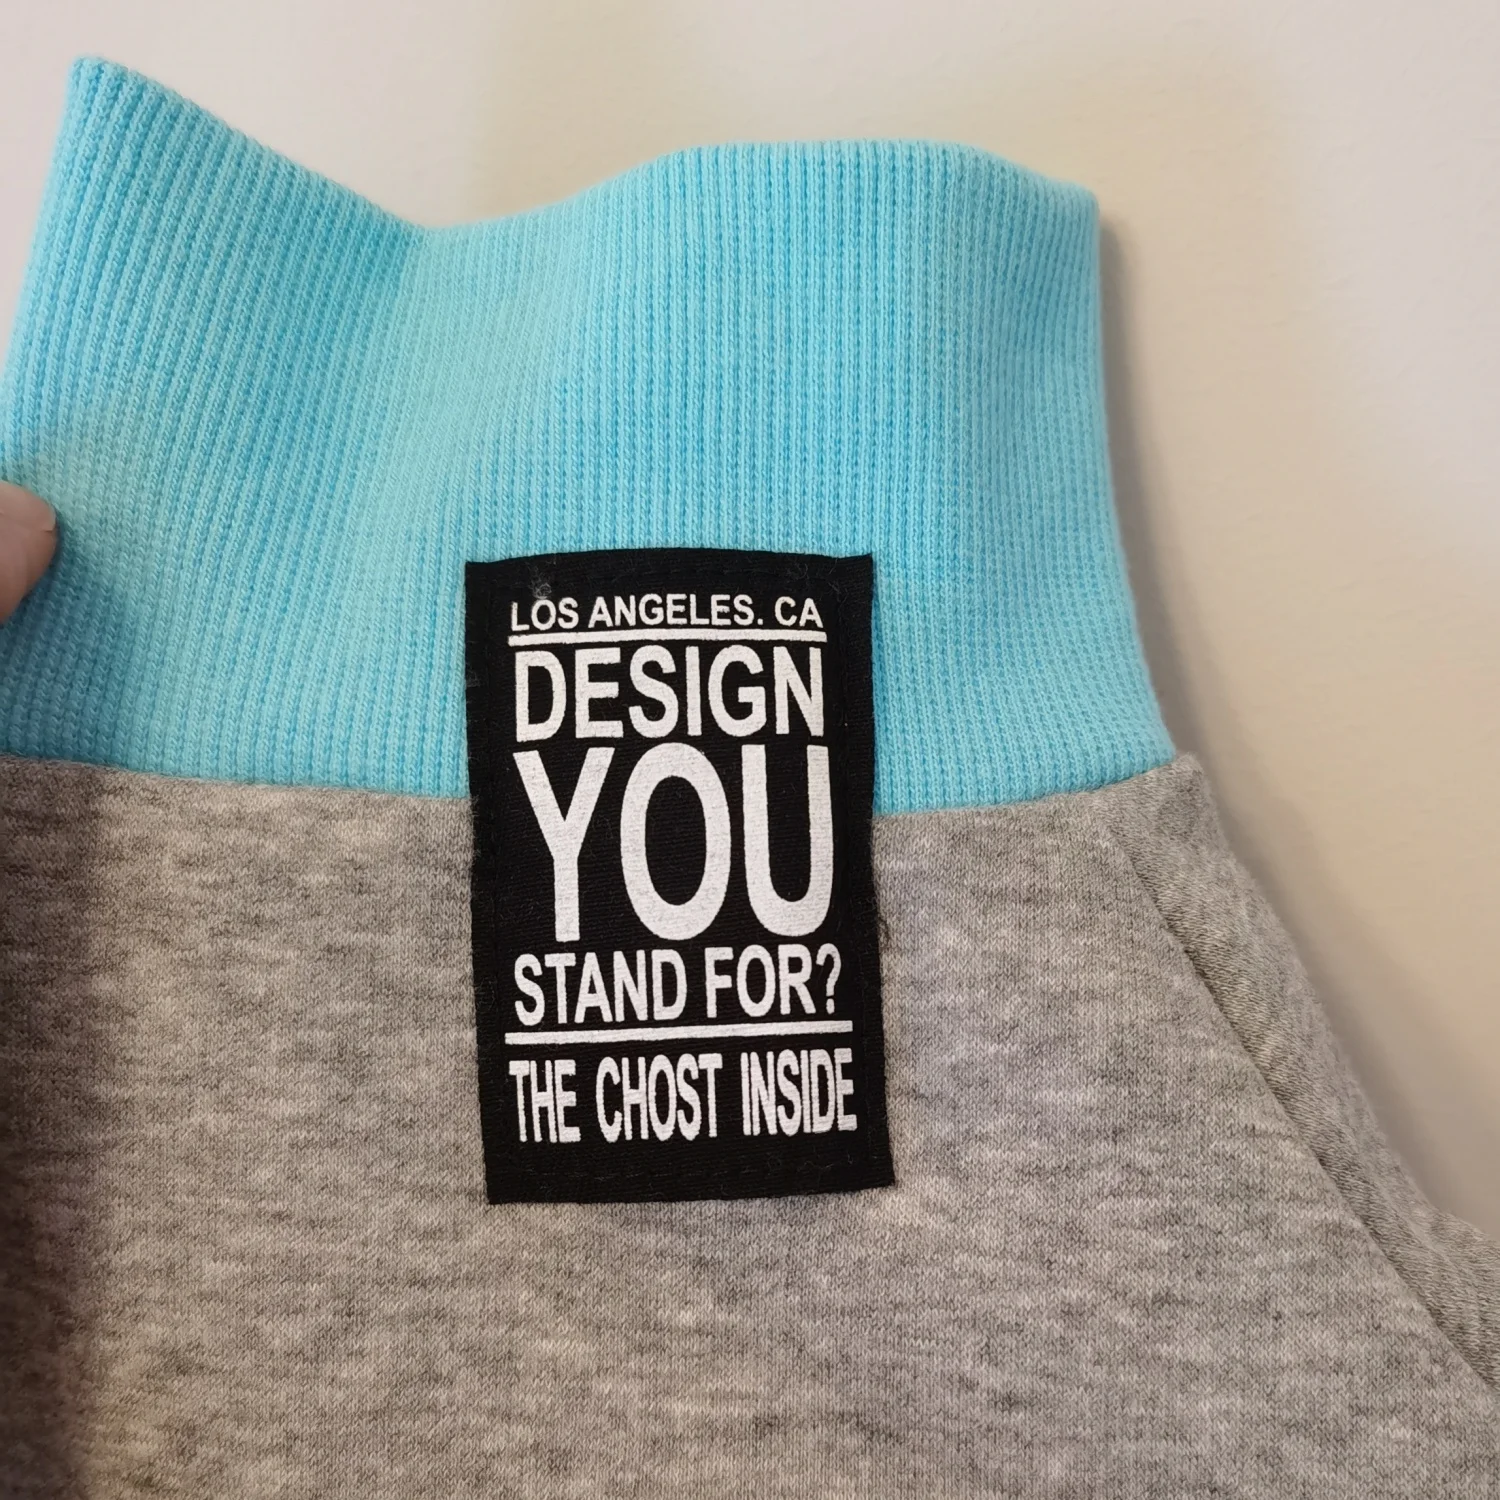 LOS ANGELES. CA
DESIGN
YOU
STAND FOR?
THE CHOST INSIDE